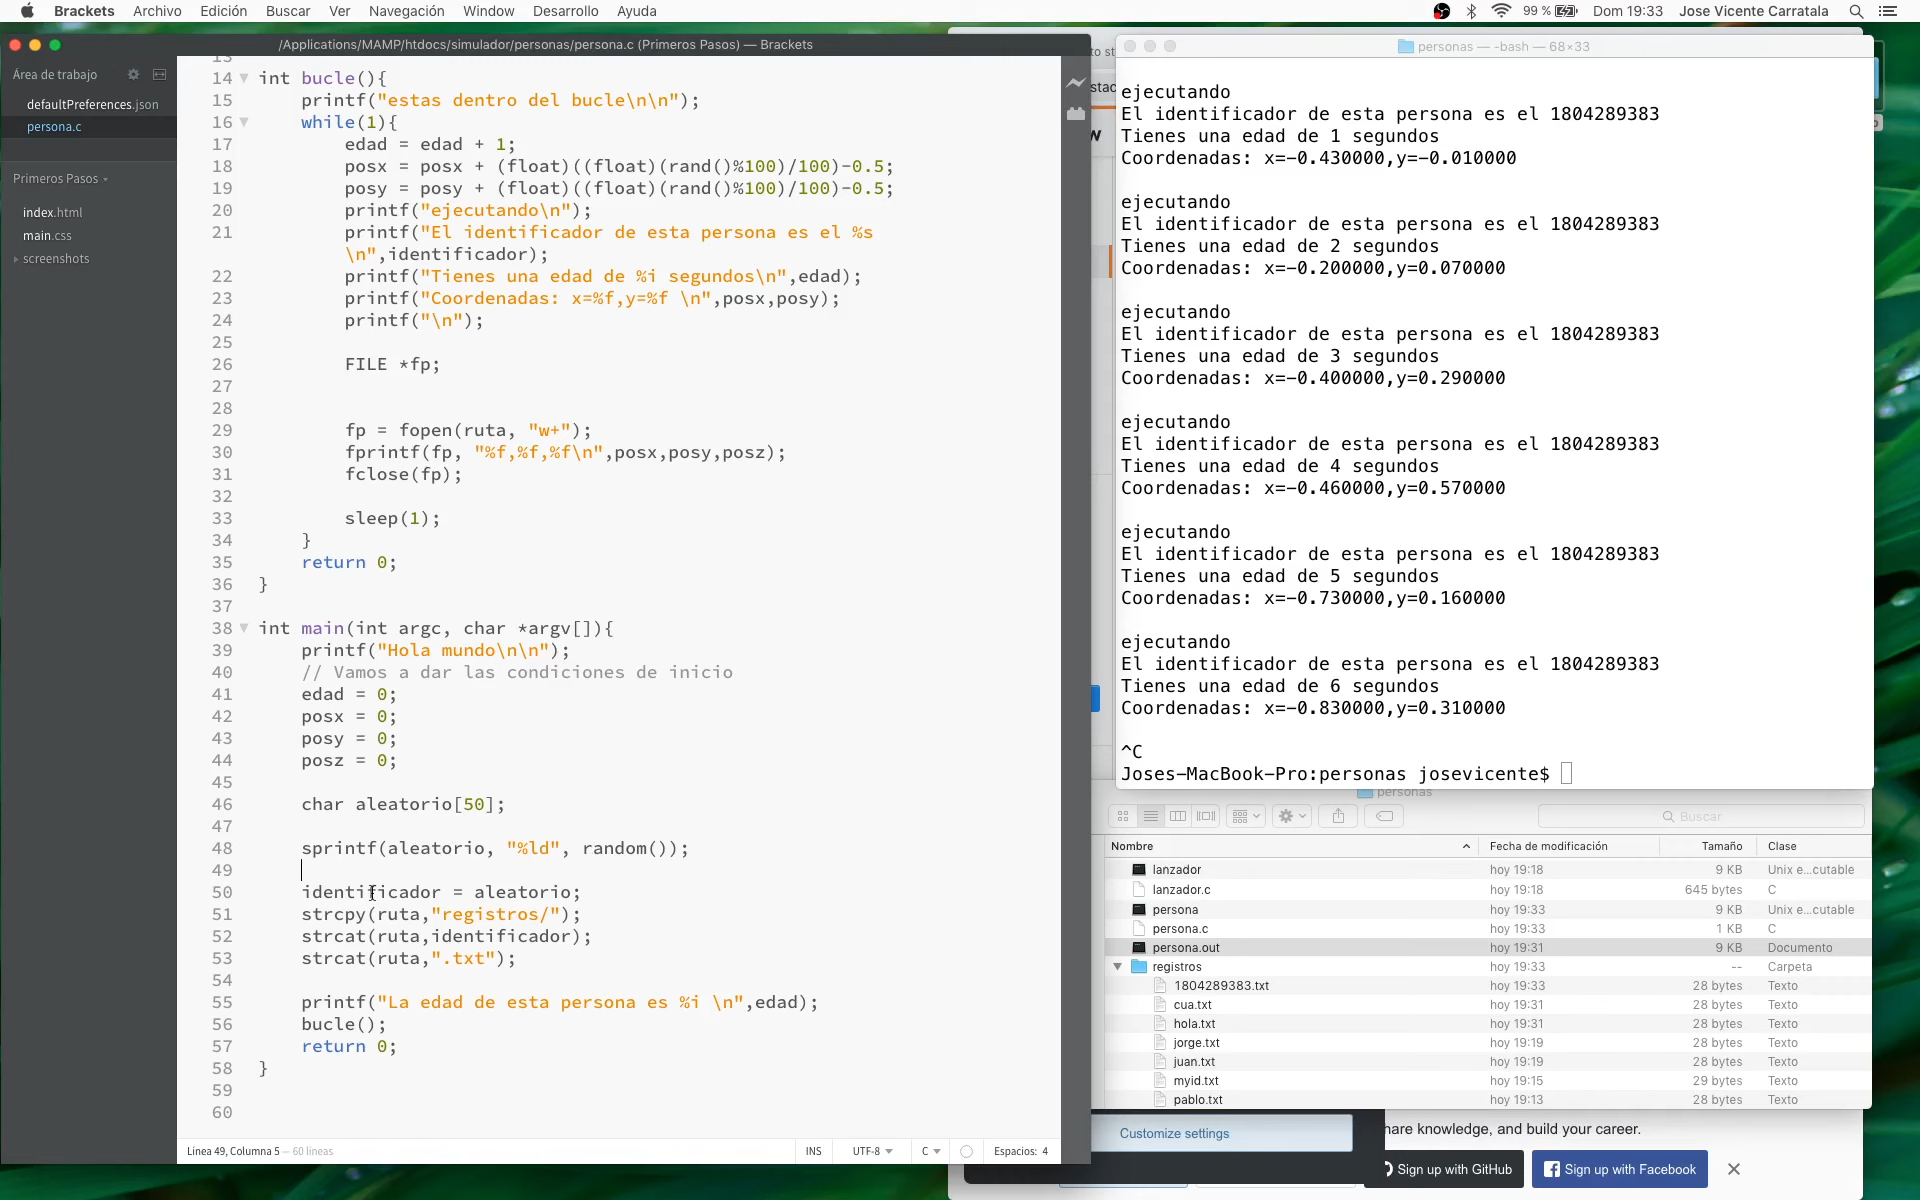 Brackets Archivo Edición Buscar Ver Navegación Window Desarrollo Ayuda
99 % Dom 19:33 Jose Vicente Carratala
/Applications/MAMP/htdocs/simulador/personas/persona.c (Primeros Pasos) — Brackets
Área de trabajo
defaultPreferences.json
persona.c
Primeros Pasos
index.html
main.css
screenshots
13
14 int bucle(){
15 printf("estas dentro del bucle\n\n");
16 while(1){
17 edad = edad + 1;
18 posx = posx + (float)((float)(rand()%100)/100)-0.5;
19 posy = posy + (float)((float)(rand()%100)/100)-0.5;
20 printf("ejecutando\n");
21 printf("El identificador de esta persona es el %s
\n",identificador);
22 printf("Tienes una edad de %i segundos\n",edad);
23 printf("Coordenadas: x=%f,y=%f \n",posx,posy);
24 printf("\n");
25
26 FILE *fp;
27
28
29 fp = fopen(ruta, "w+");
30 fprintf(fp, "%f,%f,%f\n",posx,posy,posz);
31 fclose(fp);
32
33 sleep(1);
34 }
35 return 0;
36 }
37
38 int main(int argc, char *argv[]){
39 printf("Hola mundo\n\n");
40 // Vamos a dar las condiciones de inicio
41 edad = 0;
42 posx = 0;
43 posy = 0;
44 posz = 0;
45
46 char aleatorio[50];
47
48 sprintf(aleatorio, "%ld", random());
49
50 identificador = aleatorio;
51 strcpy(ruta,"registros/");
52 strcat(ruta,identificador);
53 strcat(ruta,".txt");
54
55 printf("La edad de esta persona es %i \n",edad);
56 bucle();
57 return 0;
58 }
59
60
Línea 49, Columna 5 — 60 líneas
INS UTF-8 C Espacios: 4
personas — -bash — 68×33
ejecutando
El identificador de esta persona es el 1804289383
Tienes una edad de 1 segundos
Coordenadas: x=-0.430000,y=-0.010000
ejecutando
El identificador de esta persona es el 1804289383
Tienes una edad de 2 segundos
Coordenadas: x=-0.200000,y=0.070000
ejecutando
El identificador de esta persona es el 1804289383
Tienes una edad de 3 segundos
Coordenadas: x=-0.400000,y=0.290000
ejecutando
El identificador de esta persona es el 1804289383
Tienes una edad de 4 segundos
Coordenadas: x=-0.460000,y=0.570000
ejecutando
El identificador de esta persona es el 1804289383
Tienes una edad de 5 segundos
Coordenadas: x=-0.730000,y=0.160000
ejecutando
El identificador de esta persona es el 1804289383
Tienes una edad de 6 segundos
Coordenadas: x=-0.830000,y=0.310000
^C
Joses-MacBook-Pro:personas josevicente$
personas
Buscar
Nombre Fecha de modificación Tamaño Clase
lanzador hoy 19:18 9 KB Unix e...cutable
lanzador.c hoy 19:18 645 bytes C
persona hoy 19:33 9 KB Unix e...cutable
persona.c hoy 19:33 1 KB C
persona.out hoy 19:31 9 KB Documento
registros hoy 19:33 -- Carpeta
1804289383.txt hoy 19:33 28 bytes Texto
cua.txt hoy 19:31 28 bytes Texto
hola.txt hoy 19:31 28 bytes Texto
jorge.txt hoy 19:19 28 bytes Texto
juan.txt hoy 19:19 28 bytes Texto
myid.txt hoy 19:15 29 bytes Texto
pablo.txt hoy 19:13 28 bytes Texto
Customize settings
hare knowledge, and build your career.
Sign up with GitHub
Sign up with Facebook